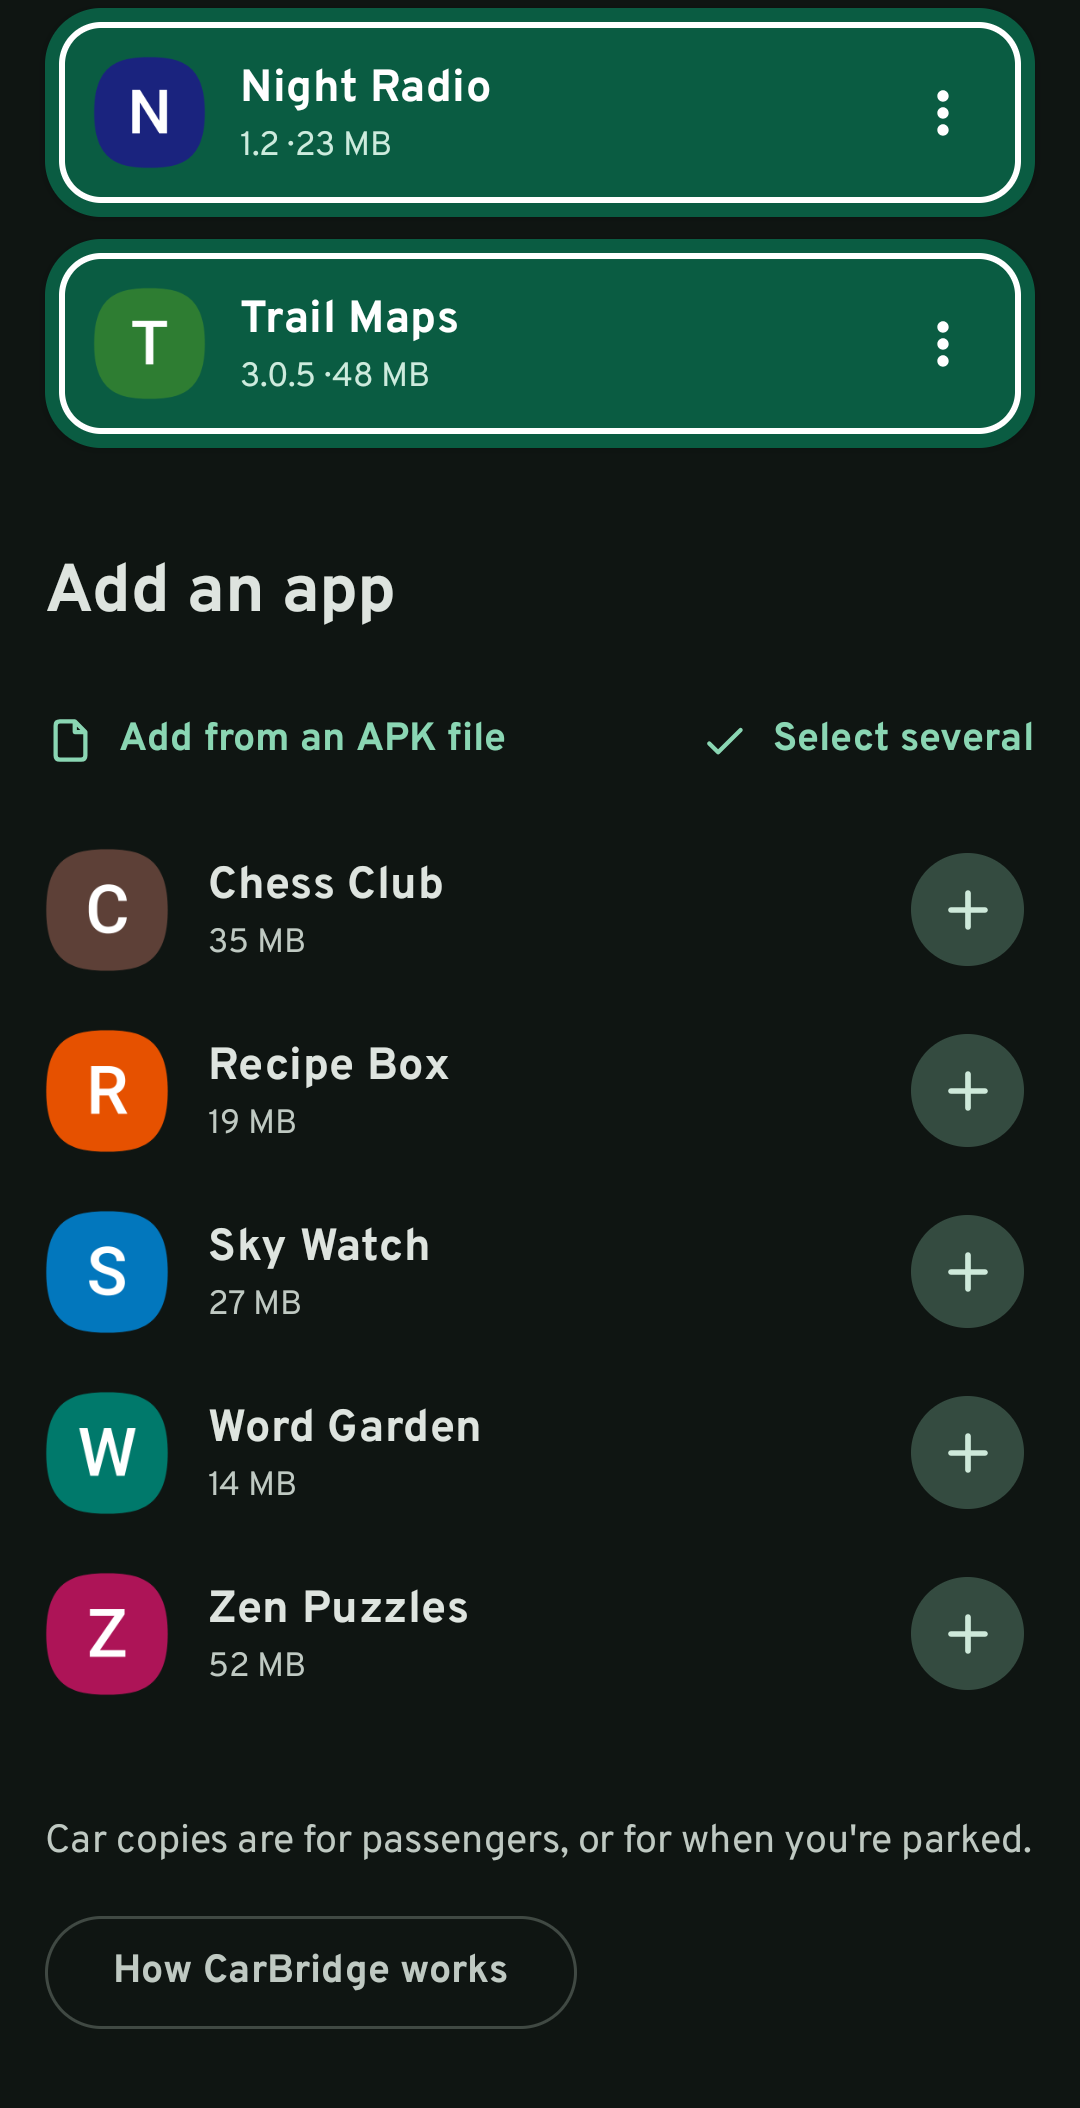 N
Night Radio
1.2 ·23 MB
T
Trail Maps
3.0.5 ·48 MB
Add an app
Add from an APK file
Select several
C
Chess Club
35 MB
R
Recipe Box
19 MB
S
Sky Watch
27 MB
W
Word Garden
14 MB
Z
Zen Puzzles
52 MB
Car copies are for passengers, or for when you're parked.
How CarBridge works